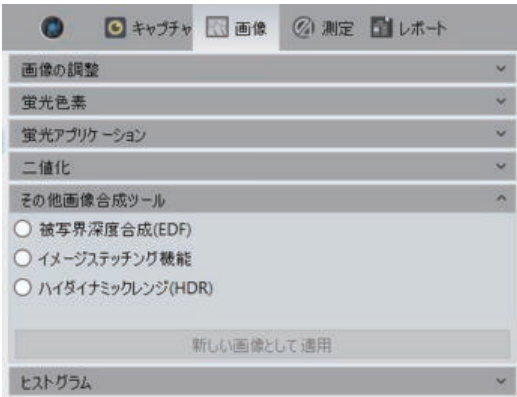 キャプチャ 画像 測定 レポート
画像の調整
蛍光色素
蛍光アプリケーション
二値化
その他画像合成ツール
被写界深度合成(EDF)
イメージステッチング機能
ハイダイナミックレンジ(HDR)
新しい画像として適用
ヒストグラム